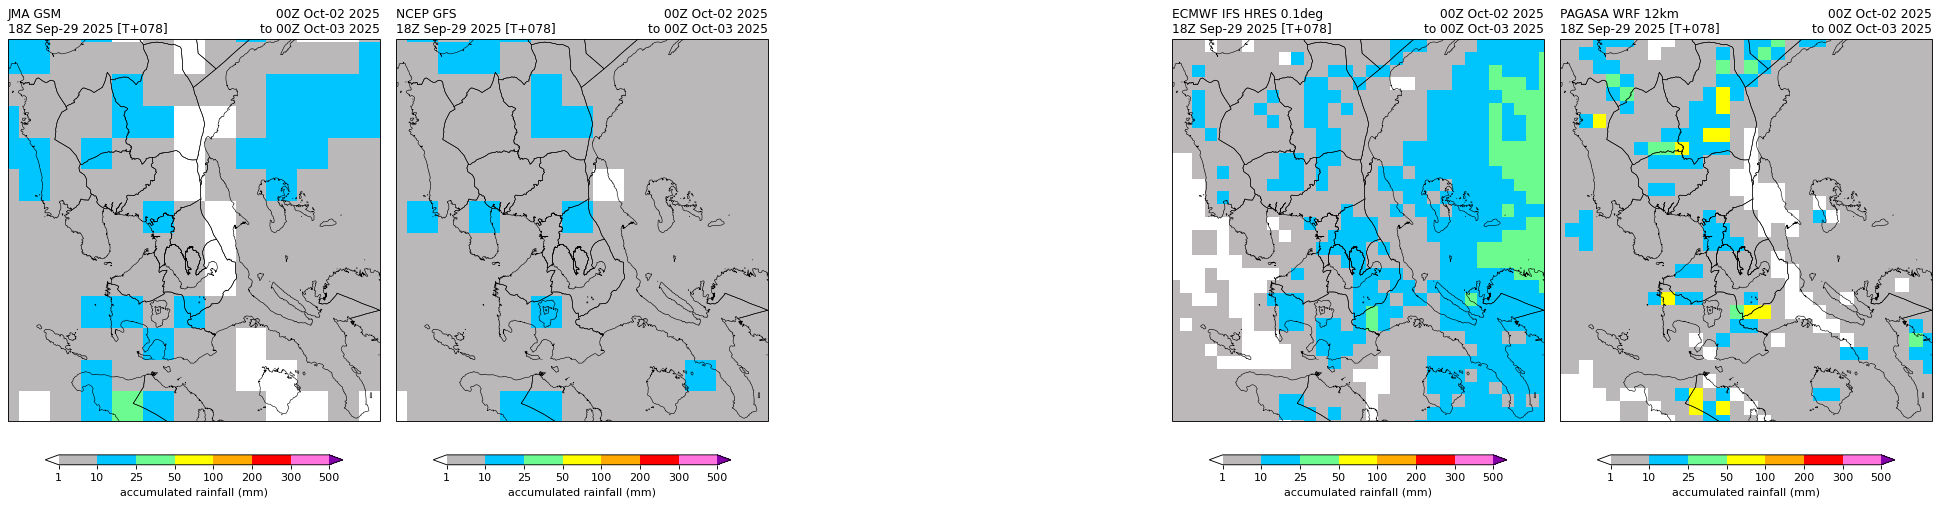 JMA GSM 00Z Oct-02 2025
18Z Sep-29 2025 [T+078] to 00Z Oct-03 2025
1 10 25 50 100 200 300 500
accumulated rainfall (mm)
NCEP GFS 00Z Oct-02 2025
18Z Sep-29 2025 [T+078] to 00Z Oct-03 2025
1 10 25 50 100 200 300 500
accumulated rainfall (mm)
ECMWF IFS HRES 0.1deg 00Z Oct-02 2025
18Z Sep-29 2025 [T+078] to 00Z Oct-03 2025
1 10 25 50 100 200 300 500
accumulated rainfall (mm)
PAGASA WRF 12km 00Z Oct-02 2025
18Z Sep-29 2025 [T+078] to 00Z Oct-03 2025
1 10 25 50 100 200 300 500
accumulated rainfall (mm)